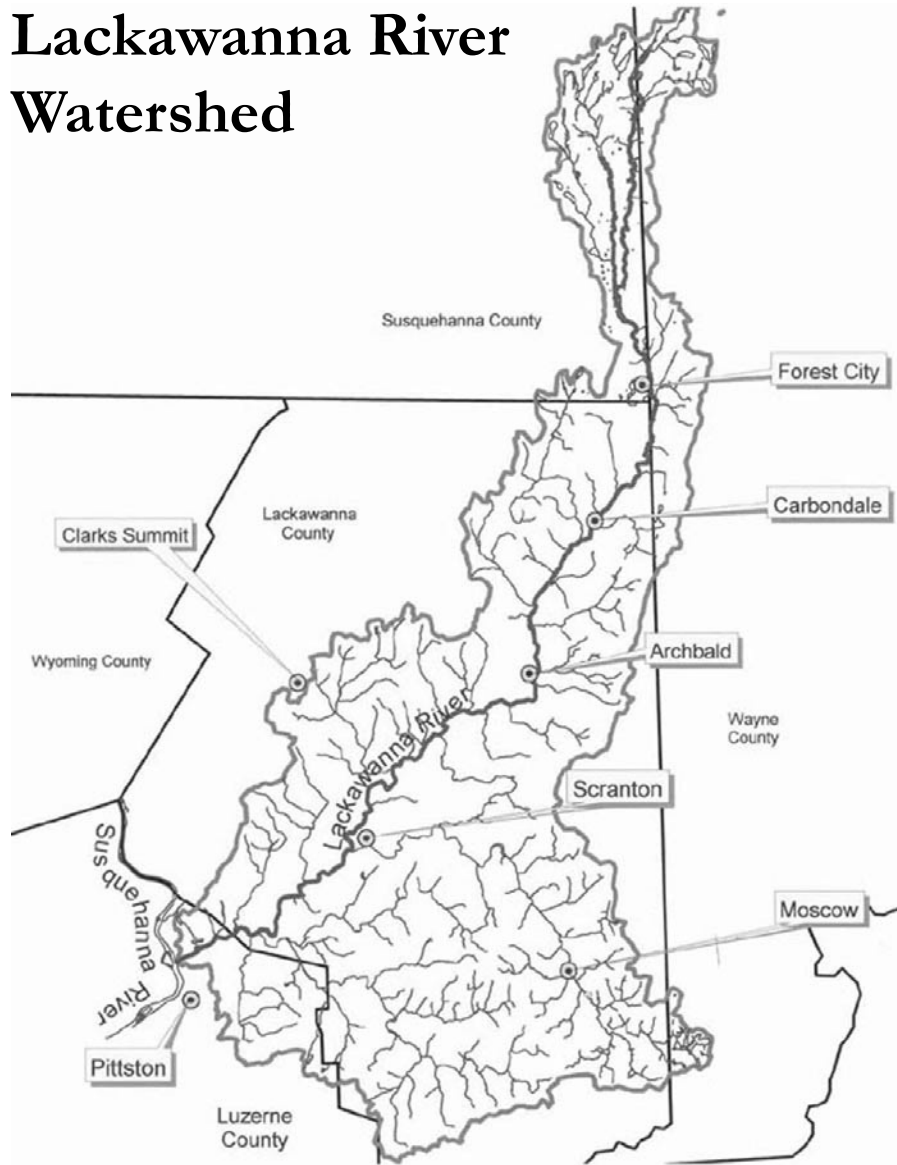 Lackawanna River
Watershed
Susquehanna County
Forest City
Carbondale
Lackawanna
County
Clarks Summit
Wyoming County
Archbald
Wayne
County
Lackawanna River
Scranton
Susquehanna River
Moscow
Pittston
Luzerne
County